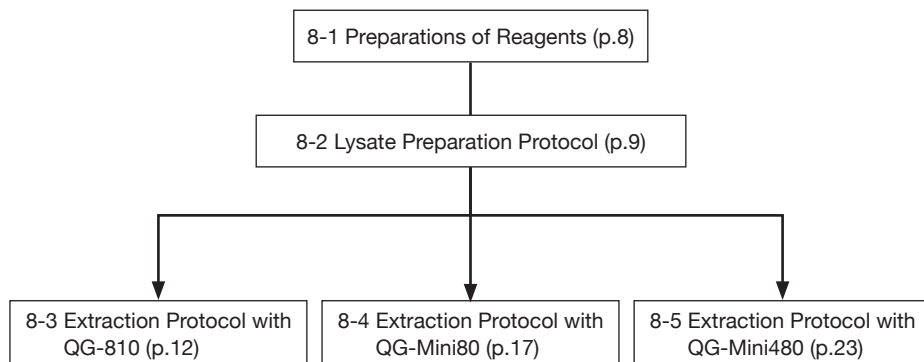 8-1 Preparations of Reagents (p.8)
8-2 Lysate Preparation Protocol (p.9)
8-3 Extraction Protocol with
QG-810 (p.12)
8-4 Extraction Protocol with
QG-Mini80 (p.17)
8-5 Extraction Protocol with
QG-Mini480 (p.23)